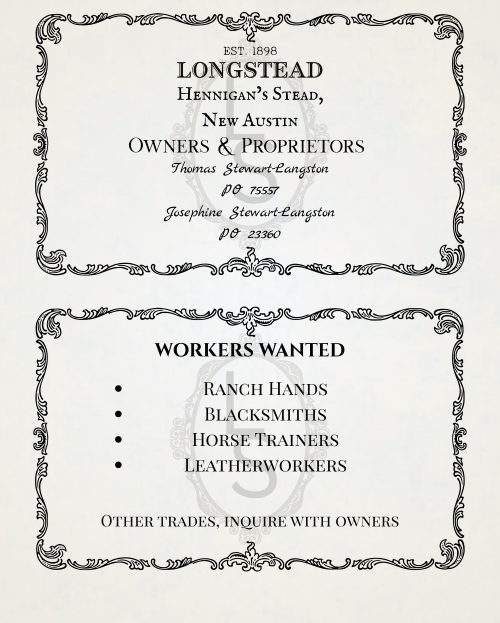 EST. 1898
LONGSTEAD
Hennigan's Stead,
New Austin
Owners & Proprietors
Thomas Stewart-Langston
PO 75557
Josephine Stewart-Langston
PO 23360
WORKERS WANTED
• Ranch Hands
• Blacksmiths
• Horse Trainers
• Leatherworkers
Other trades, inquire with owners